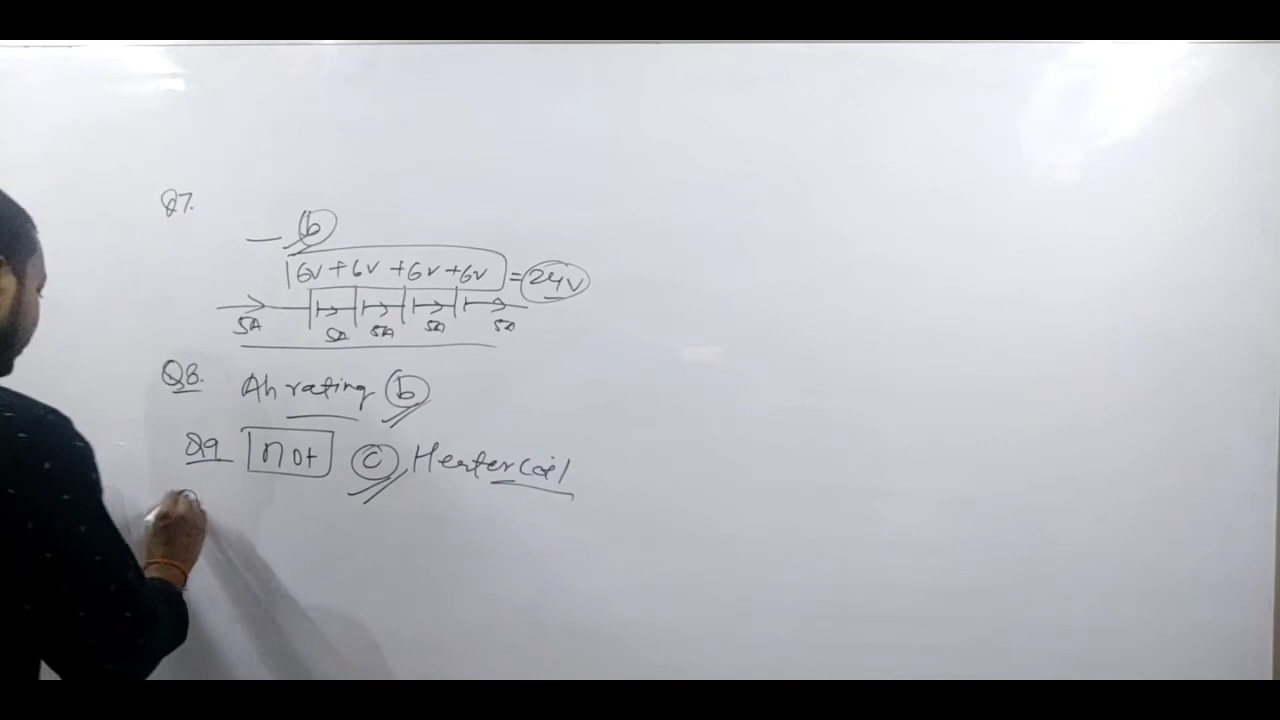 Q7.
b
6V + 6V + 6V + 6V = 24V
5A 5A 5A 5A 5A
Q8. Ah rating b
Q9 not c Heater Coil